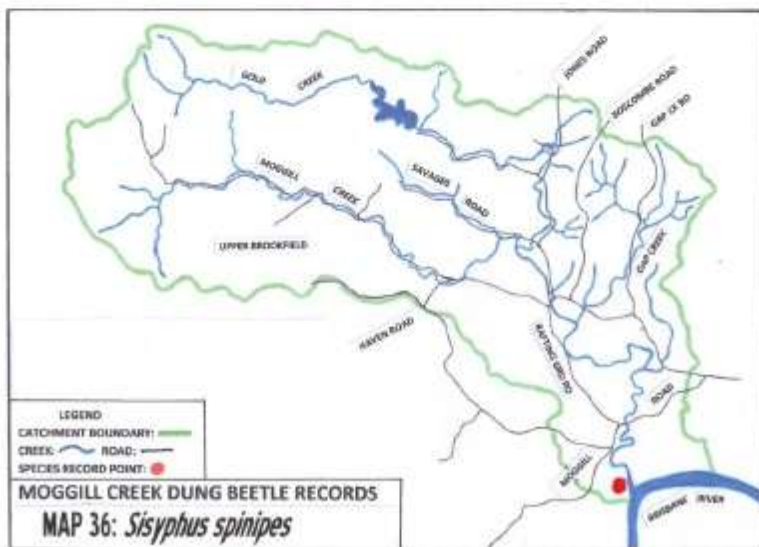 GOLD CREEK
JONES ROAD
BOSCOMBE ROAD
GAP CK RD
MOGGILL CREEK
SAVAGES ROAD
UPPER BROOKFIELD
GAP CREEK
HAVEN ROAD
RAFTING GRD RD
MOGGILL ROAD
BRISBANE RIVER
LEGEND
CATCHMENT BOUNDARY:
CREEK: ROAD:
SPECIES RECORD POINT:
MOGGILL CREEK DUNG BEETLE RECORDS
MAP 36: Sisyphus spinipes